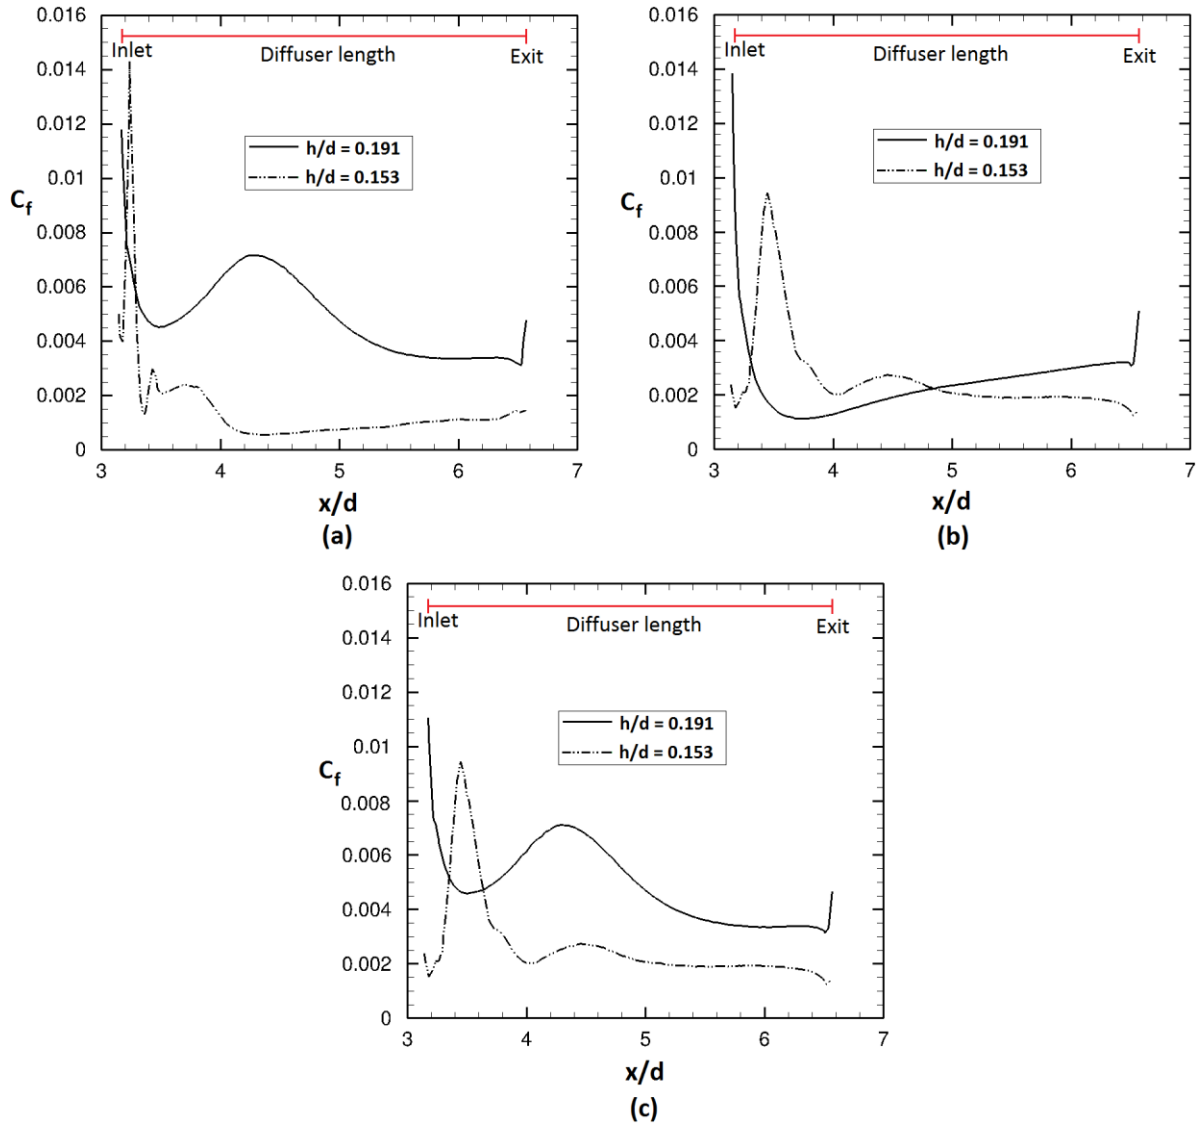 0.016
0.014
0.012
0.01
0.008
0.006
0.004
0.002
0
Cf
Inlet
Diffuser length
Exit
h/d = 0.191
h/d = 0.153
3 4 5 6 7
x/d
(a)
0.016
0.014
0.012
0.01
0.008
0.006
0.004
0.002
0
Cf
Inlet
Diffuser length
Exit
h/d = 0.191
h/d = 0.153
3 4 5 6 7
x/d
(b)
0.016
0.014
0.012
0.01
0.008
0.006
0.004
0.002
0
Cf
Inlet
Diffuser length
Exit
h/d = 0.191
h/d = 0.153
3 4 5 6 7
x/d
(c)